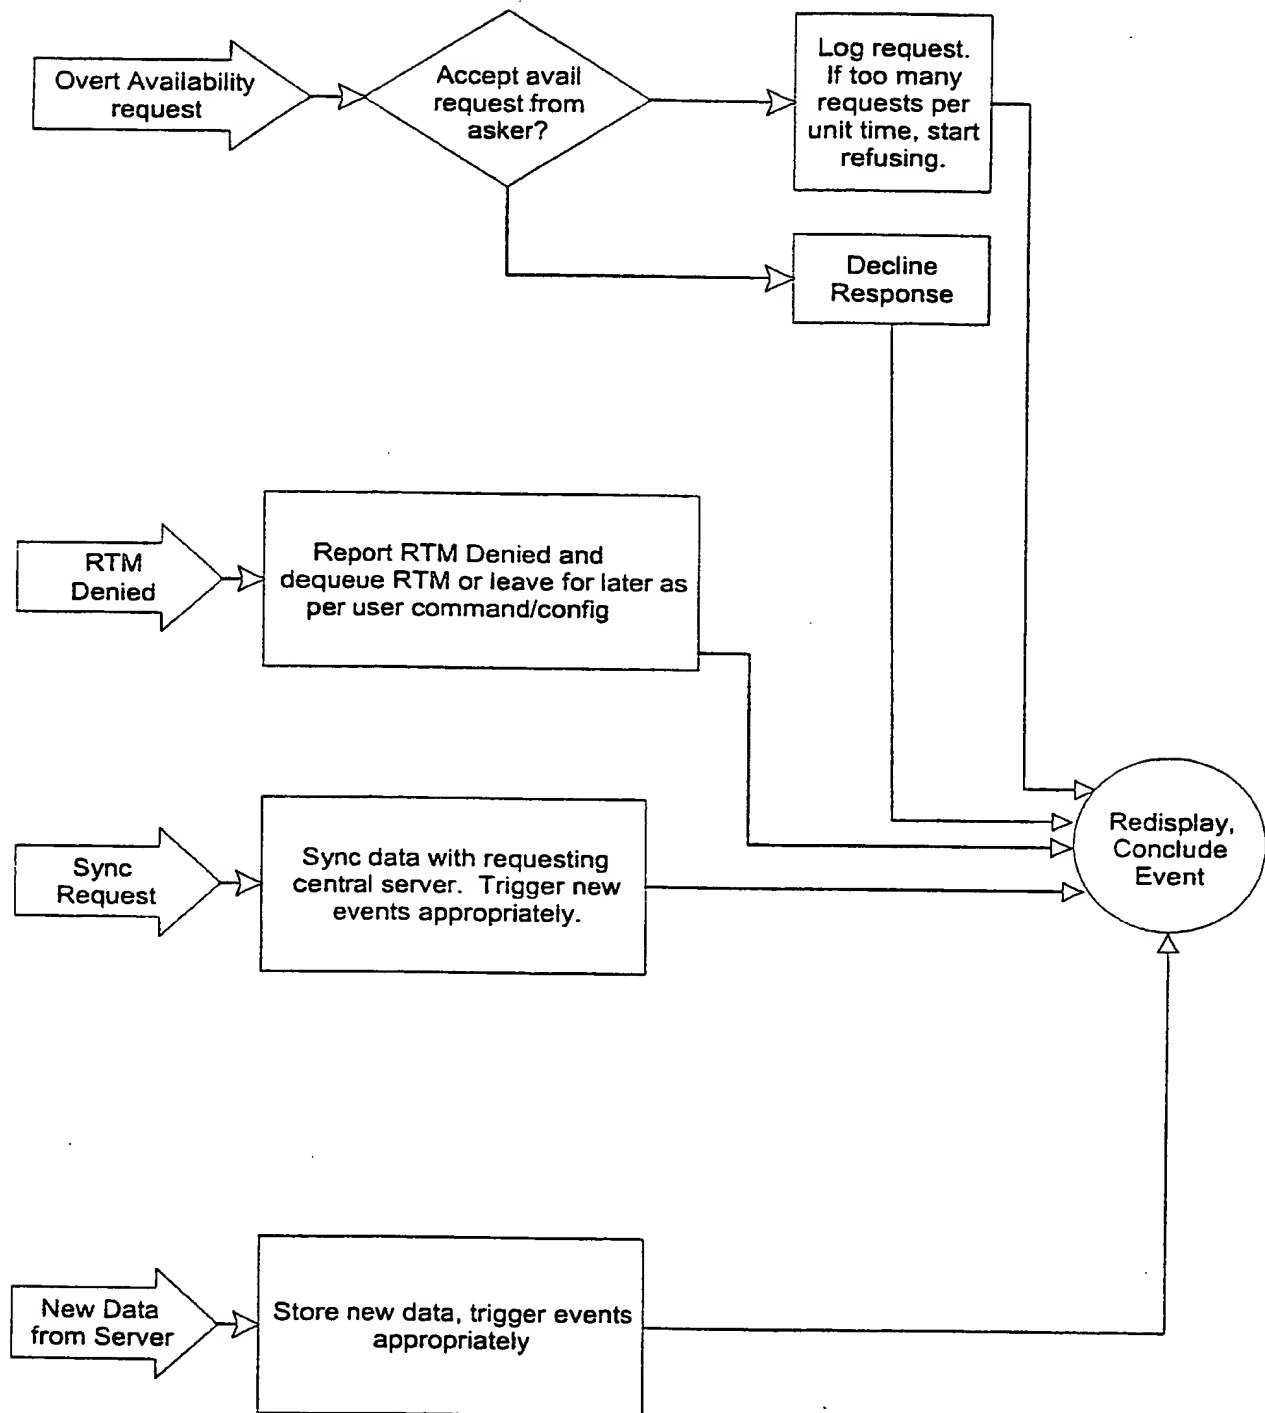 Overt Availability
request
Accept avail
request from
asker?
Log request.
If too many
requests per
unit time, start
refusing.
Decline
Response
RTM
Denied
Report RTM Denied and
dequeue RTM or leave for later as
per user command/config
Sync
Request
Sync data with requesting
central server. Trigger new
events appropriately.
Redisplay,
Conclude
Event
New Data
from Server
Store new data, trigger events
appropriately